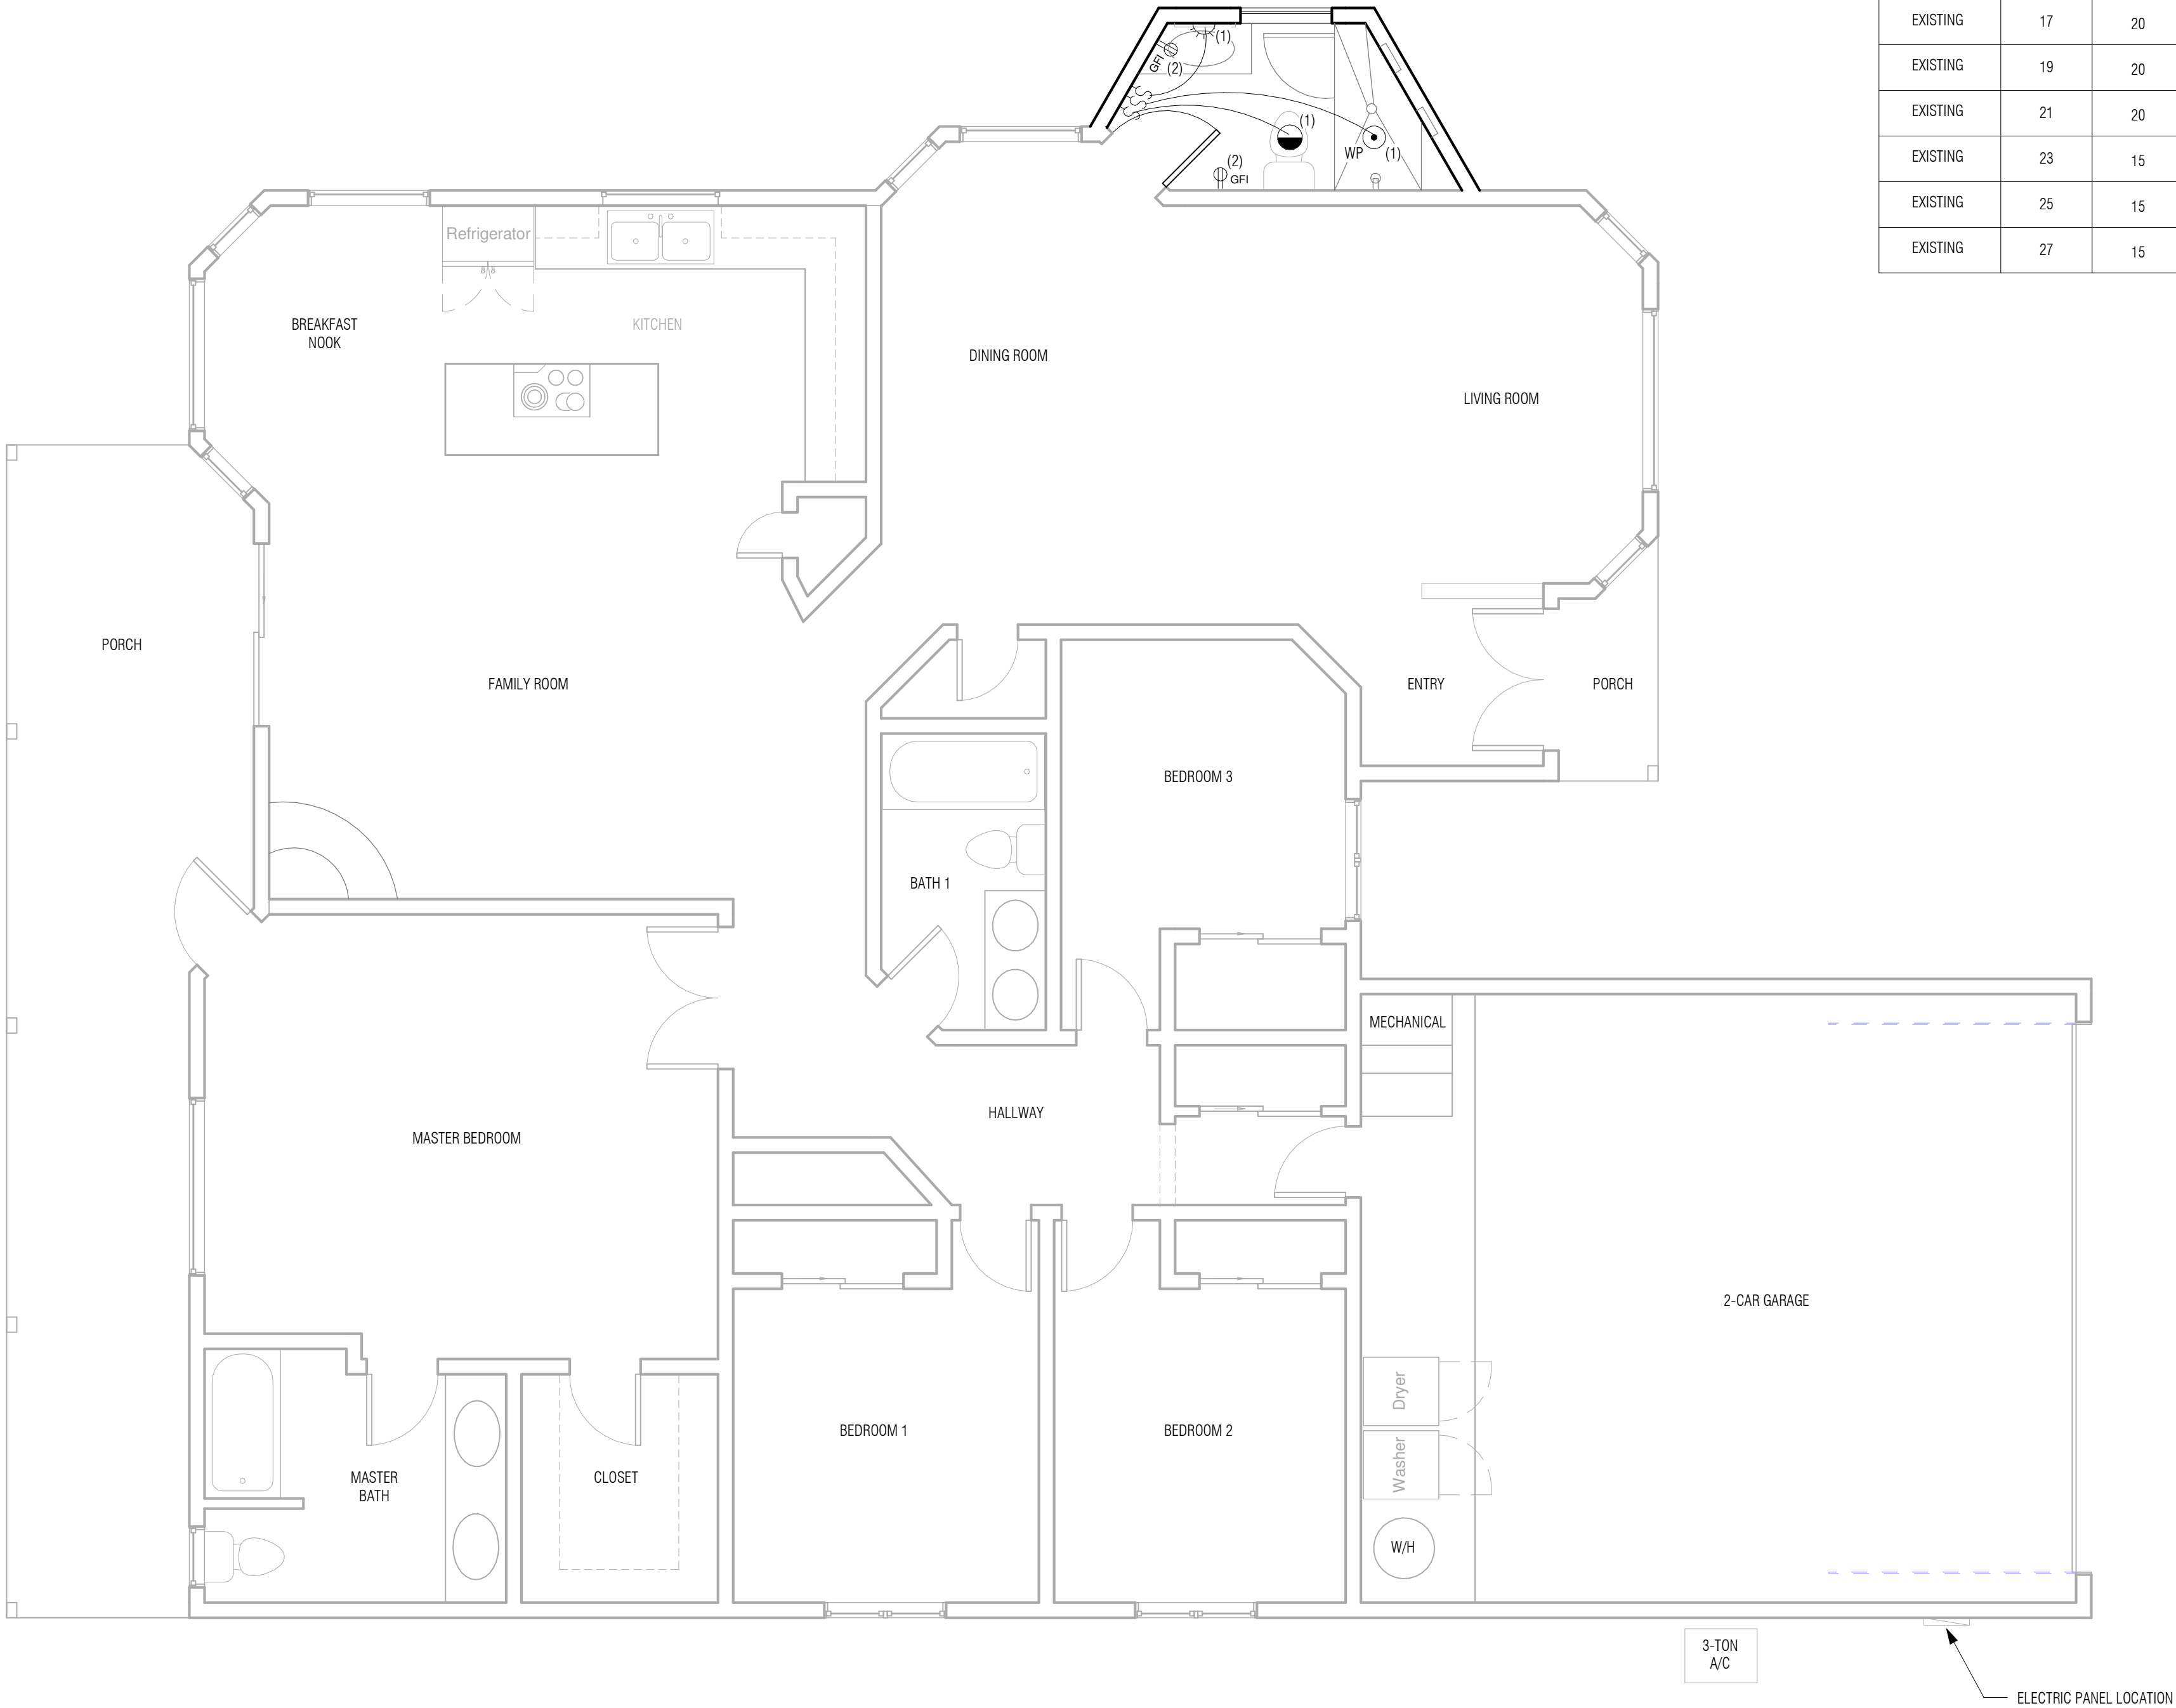 EXISTING 17 20
EXISTING 19 20
EXISTING 21 20
EXISTING 23 15
EXISTING 25 15
EXISTING 27 15
(1)
GFI
(2)
(1)
WP
(1)
(2)
GFI
Refrigerator
BREAKFAST
NOOK
KITCHEN
DINING ROOM
LIVING ROOM
PORCH
FAMILY ROOM
ENTRY
PORCH
BEDROOM 3
BATH 1
MECHANICAL
HALLWAY
MASTER BEDROOM
2-CAR GARAGE
Dryer
BEDROOM 1
BEDROOM 2
Washer
MASTER
BATH
CLOSET
W/H
3-TON
A/C
ELECTRIC PANEL LOCATION